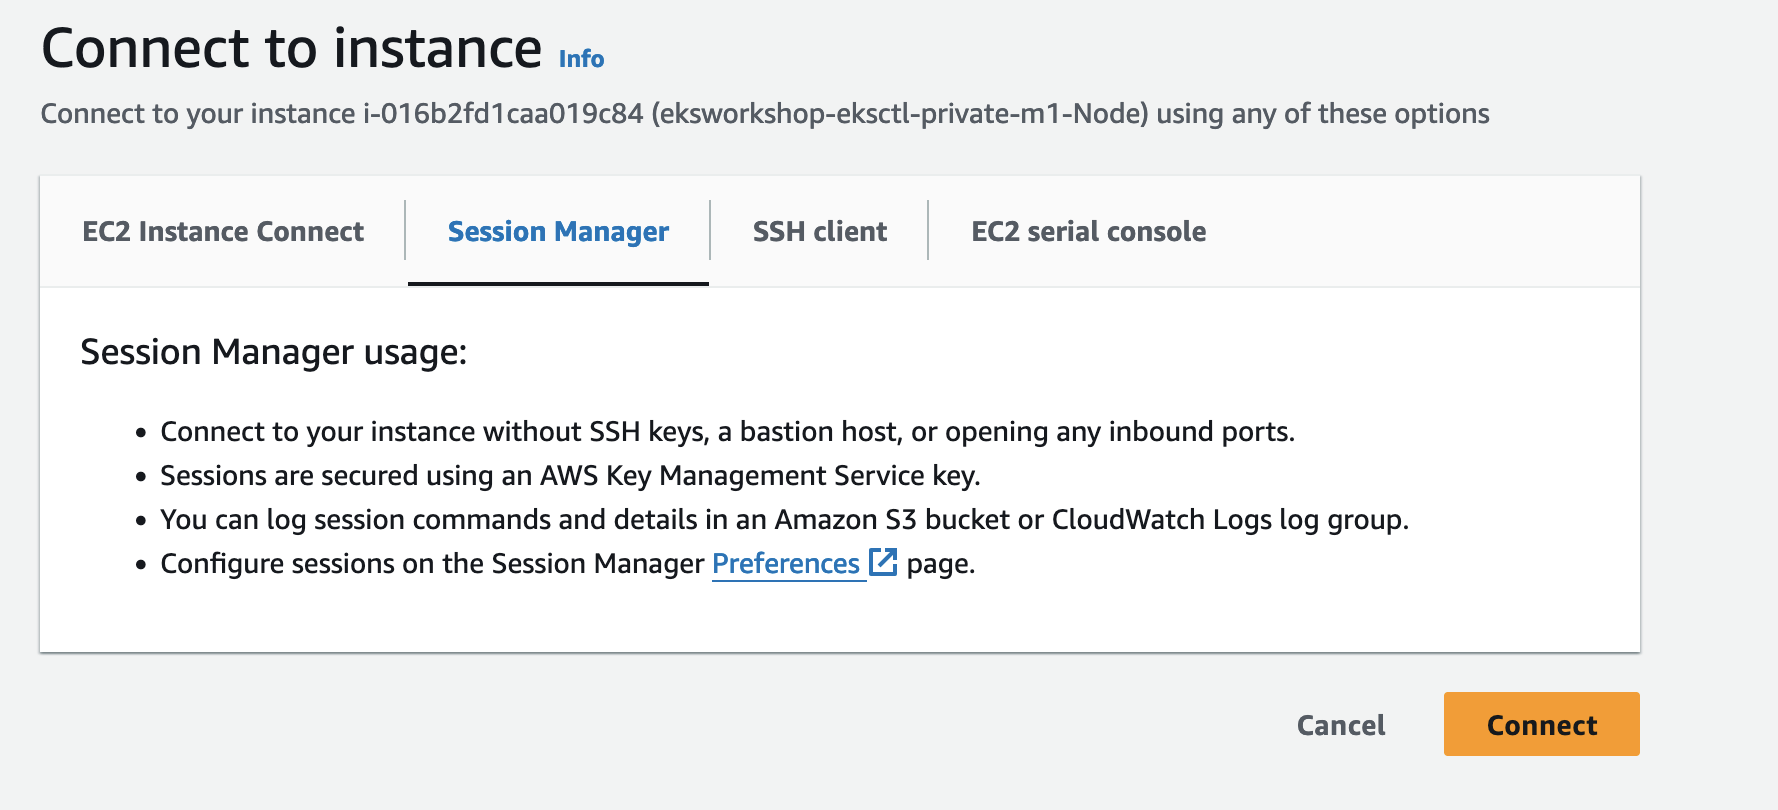 Connect to instance Info
Connect to your instance i-016b2fd1caa019c84 (eksworkshop-eksctl-private-m1-Node) using any of these options
EC2 Instance Connect
Session Manager
SSH client
EC2 serial console
Session Manager usage:
• Connect to your instance without SSH keys, a bastion host, or opening any inbound ports.
• Sessions are secured using an AWS Key Management Service key.
• You can log session commands and details in an Amazon S3 bucket or CloudWatch Logs log group.
• Configure sessions on the Session Manager Preferences page.
Cancel
Connect